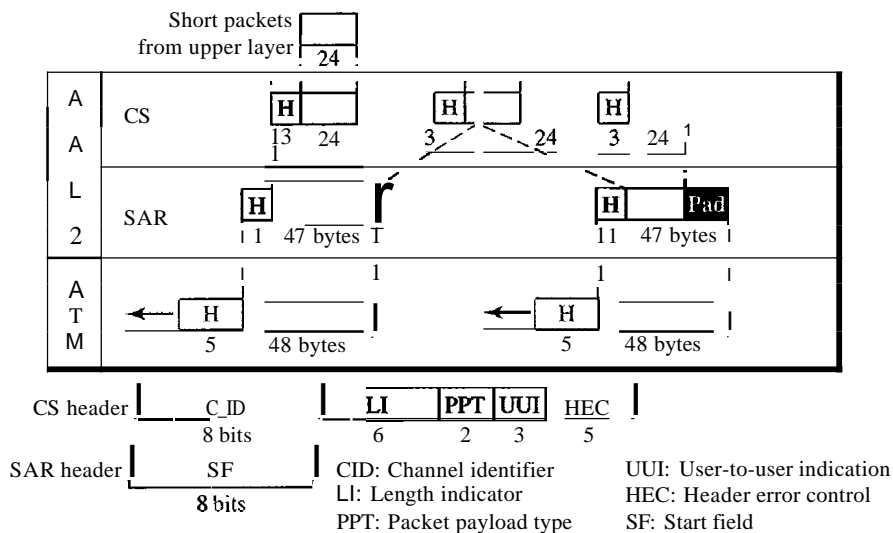 Short packets
from upper layer
24
A A L 2
CS
H
H
H
13 24
3 24
3 24 1
1
SAR
H
r
H Pad
1 47 bytes T
11 47 bytes
A T M
1
1
H
H
5 48 bytes
5 48 bytes
CS header C_ID LI PPT UUI HEC
8 bits 6 2 3 5
SAR header SF
8 bits
CID: Channel identifier
LI: Length indicator
PPT: Packet payload type
UUI: User-to-user indication
HEC: Header error control
SF: Start field